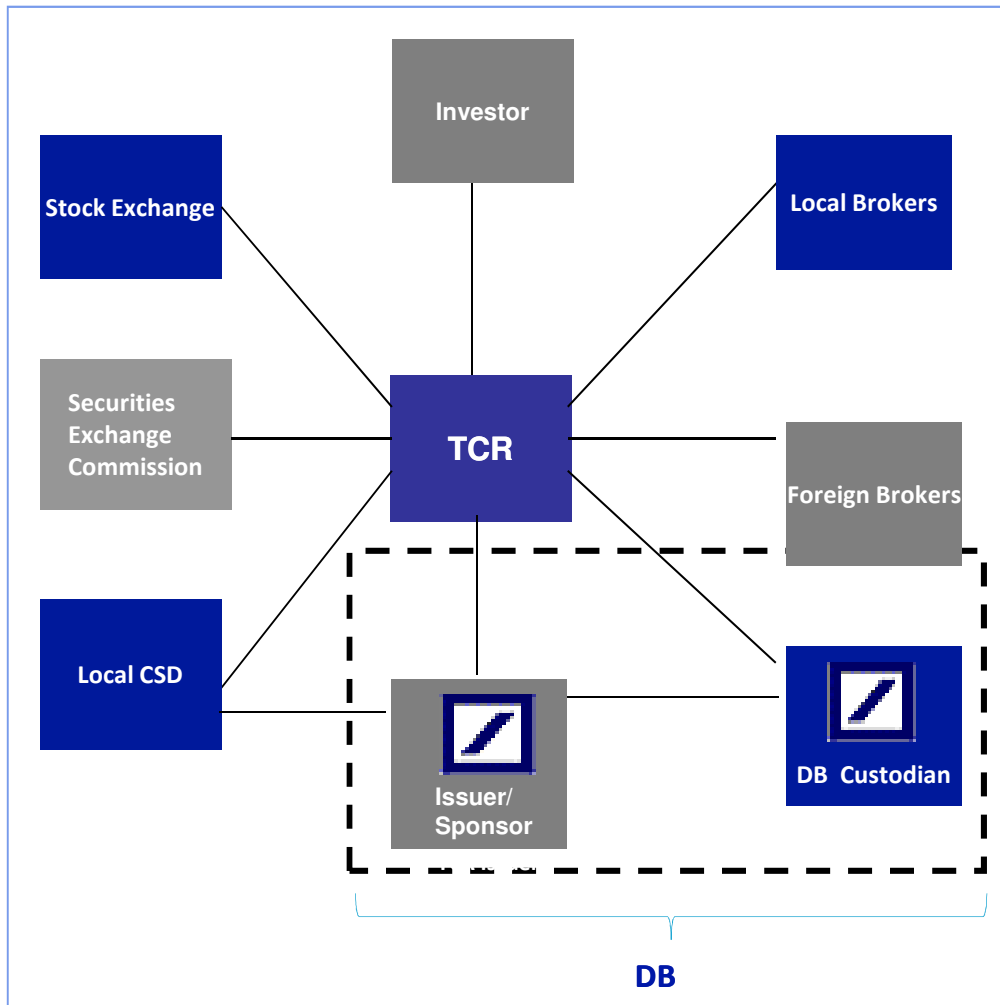 Investor
Stock Exchange
Local Brokers
Securities
Exchange
Commission
TCR
Foreign Brokers
Local CSD
Issuer/
Sponsor
DB Custodian
DB